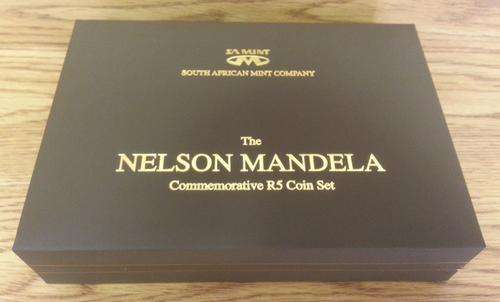 SA MINT
SOUTH AFRICAN MINT COMPANY
The
NELSON MANDELA
Commemorative R5 Coin Set